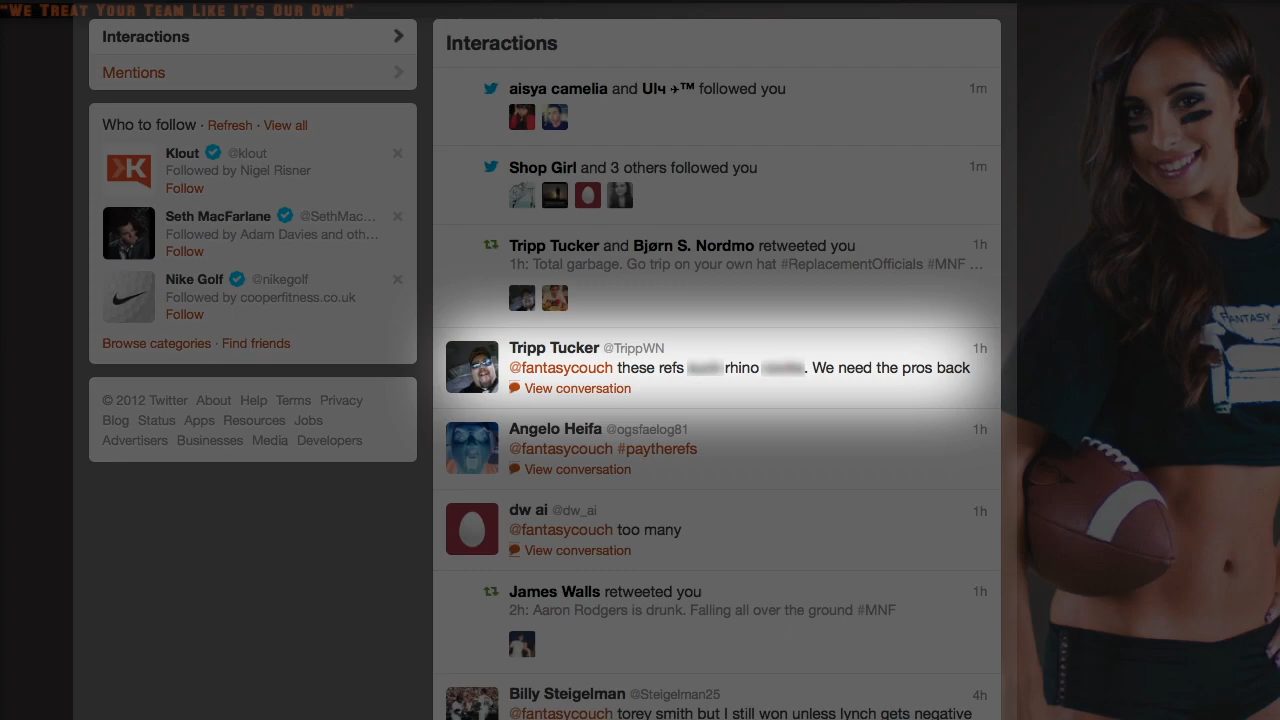 "We Treat Your Team Like It's Our Own"
Interactions
Mentions
Who to follow · Refresh · View all
Klout @klout
Followed by Nigel Risner
Follow
Seth MacFarlane @SethMac...
Followed by Adam Davies and oth...
Follow
Nike Golf @nikegolf
Followed by cooperfitness.co.uk
Follow
Browse categories · Find friends
© 2012 Twitter About Help Terms Privacy
Blog Status Apps Resources Jobs
Advertisers Businesses Media Developers
Interactions
aisya camelia and Ulч ✈™ followed you 1m
Shop Girl and 3 others followed you 1m
Tripp Tucker and Bjørn S. Nordmo retweeted you 1h
1h: Total garbage. Go trip on your own hat #ReplacementOfficials #MNF ...
Tripp Tucker @TrippWN 1h
@fantasycouch these refs rhino . We need the pros back
View conversation
Angelo Heifa @ogsfaelog81 1h
@fantasycouch #paytherefs
View conversation
dw ai @dw_ai 1h
@fantasycouch too many
View conversation
James Walls retweeted you 1h
2h: Aaron Rodgers is drunk. Falling all over the ground #MNF
Billy Steigelman @Steigelman25 4h
@fantasycouch torey smith but I still won unless lynch gets negative
FANTASY